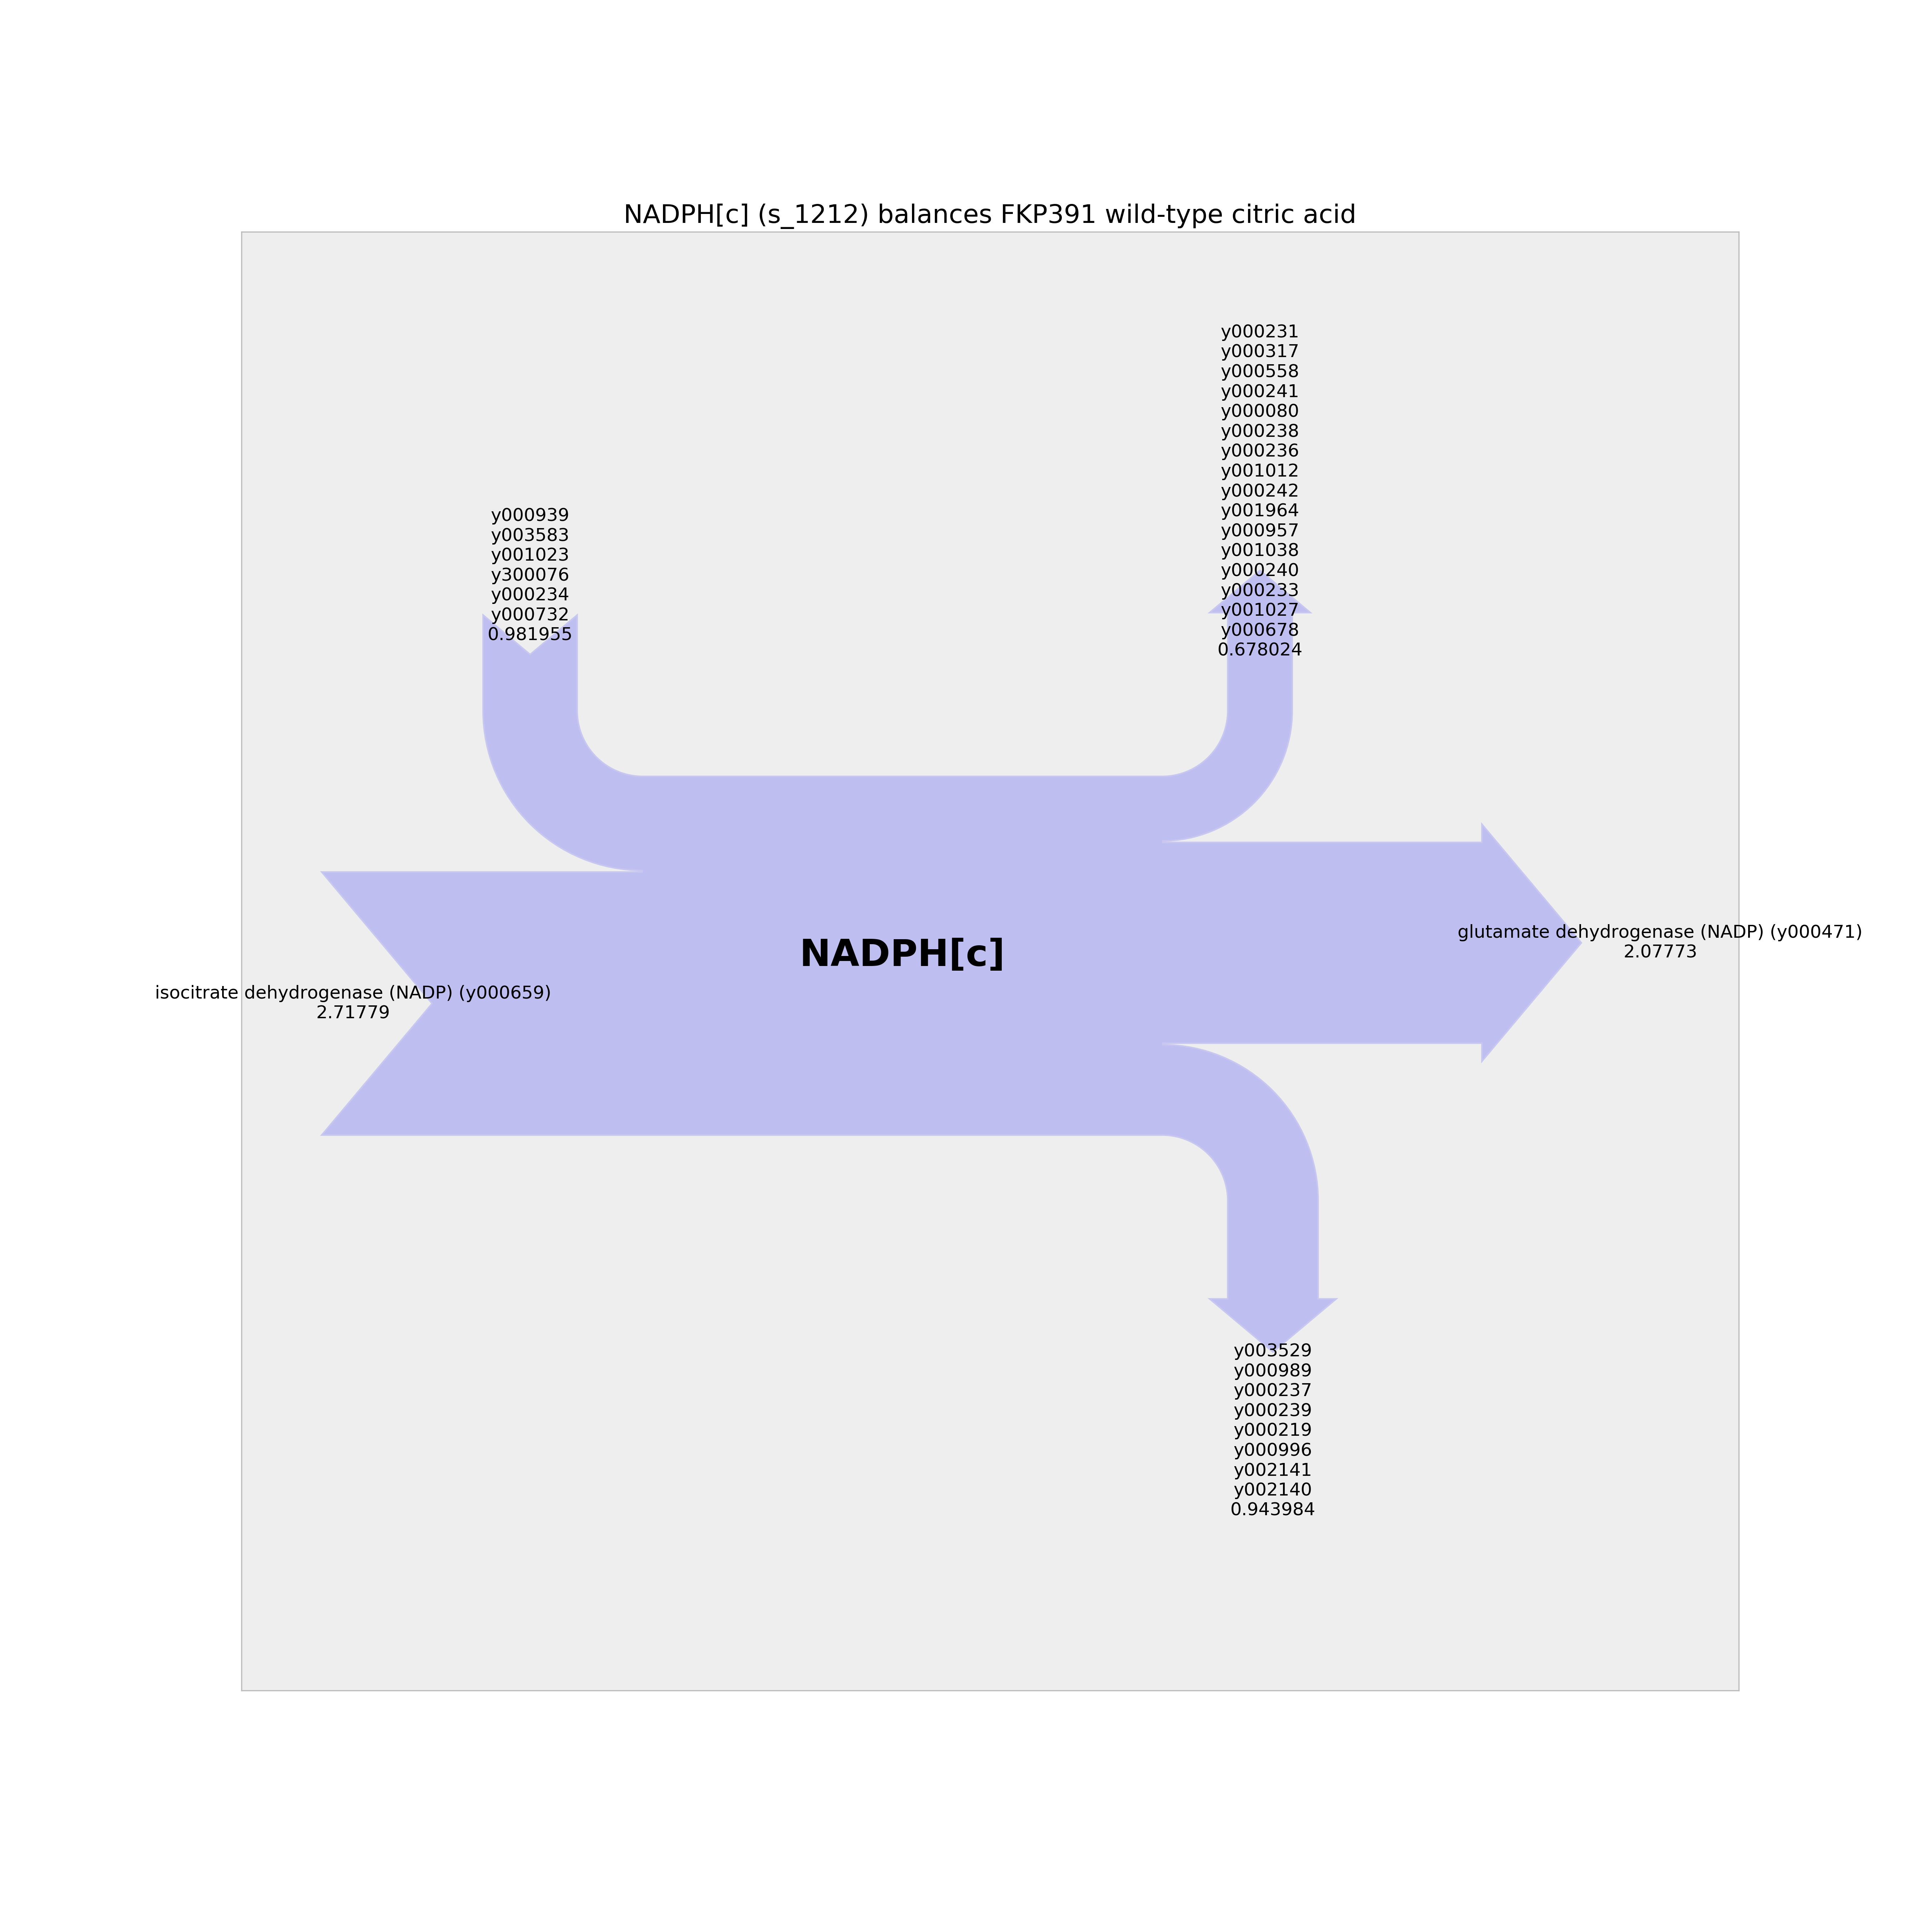 NADPH[c] (s_1212) balances FKP391 wild-type citric acid
y000231
y000317
y000558
y000241
y000080
y000238
y000236
y001012
y000242
y001964
y000957
y001038
y000240
y000233
y001027
y000678
0.678024
y000939
y003583
y001023
y300076
y000234
y000732
0.981955
glutamate dehydrogenase (NADP) (y000471)
2.07773
NADPH[c]
isocitrate dehydrogenase (NADP) (y000659)
2.71779
y003529
y000989
y000237
y000239
y000219
y000996
y002141
y002140
0.943984